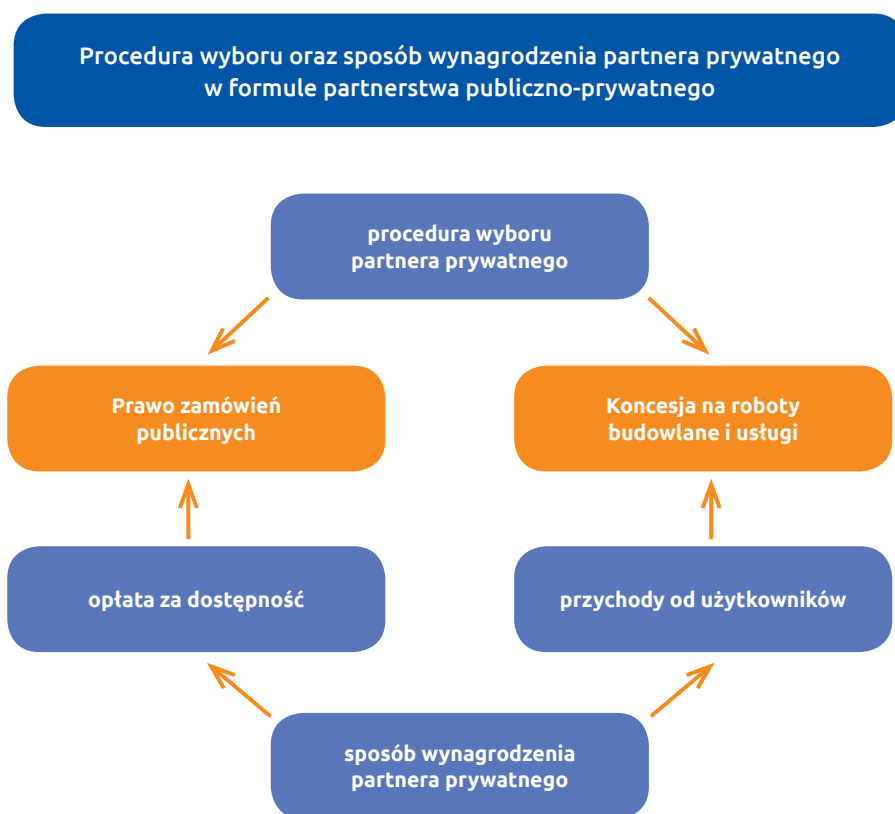 Procedura wyboru oraz sposób wynagrodzenia partnera prywatnego
w formule partnerstwa publiczno-prywatnego
procedura wyboru
partnera prywatnego
Prawo zamówień
publicznych
Koncesja na roboty
budowlane i usługi
opłata za dostępność
przychody od użytkowników
sposób wynagrodzenia
partnera prywatnego